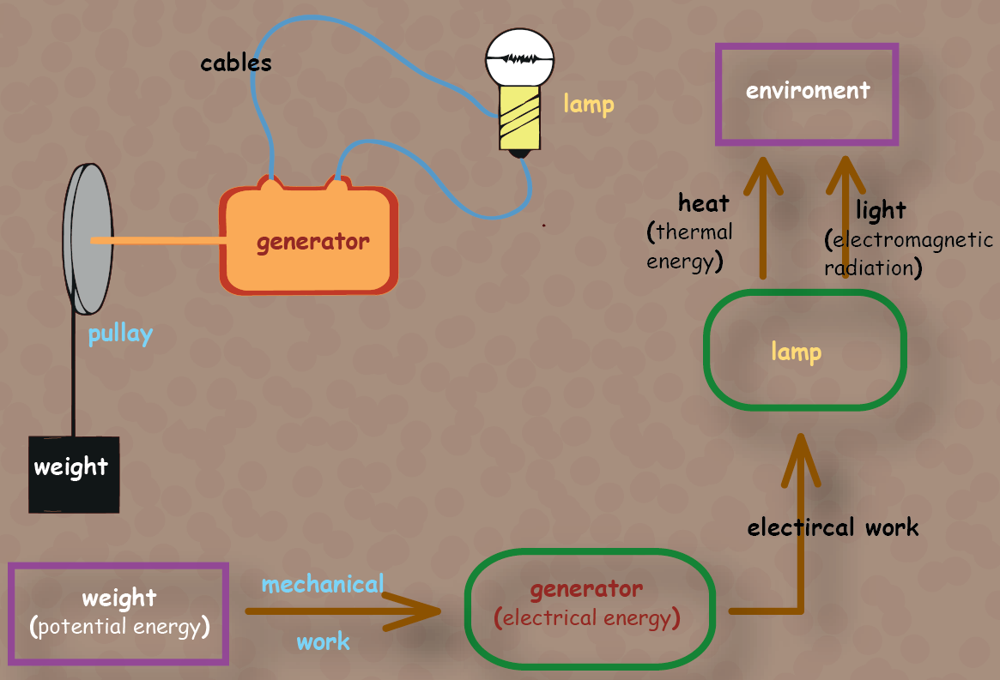 cables
lamp
generator
pullay
weight
enviroment
heat
(thermal
energy)
light
(electromagnetic
radiation)
lamp
electircal work
weight
(potential energy)
mechanical
work
generator
(electrical energy)